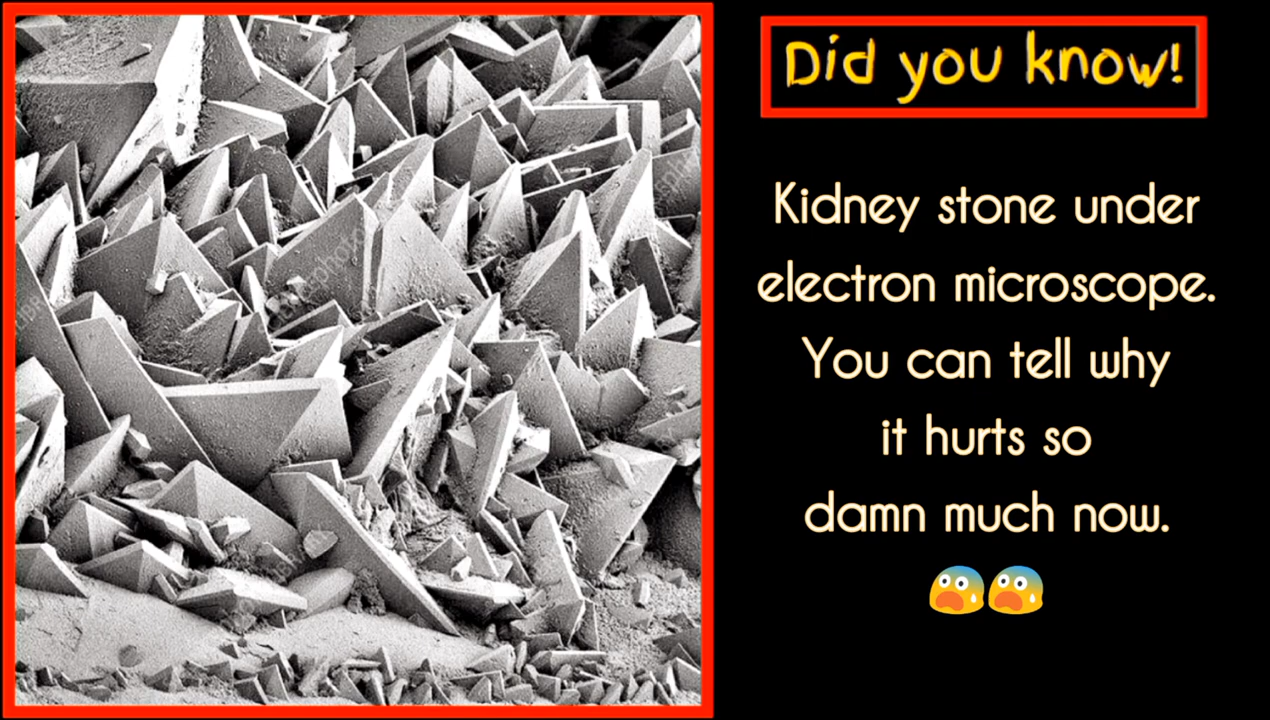 Did you know!
Kidney stone under
electron microscope.
You can tell why
it hurts so
damn much now.